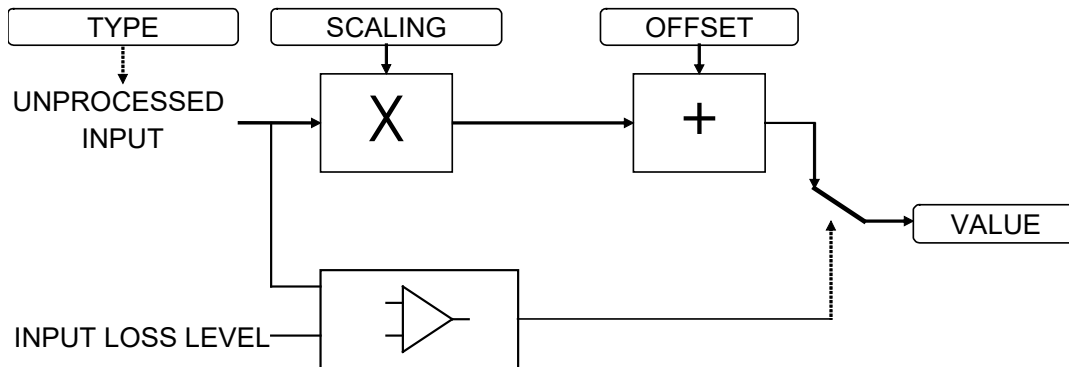 TYPE
SCALING
OFFSET
UNPROCESSED
INPUT
X
+
VALUE
INPUT LOSS LEVEL